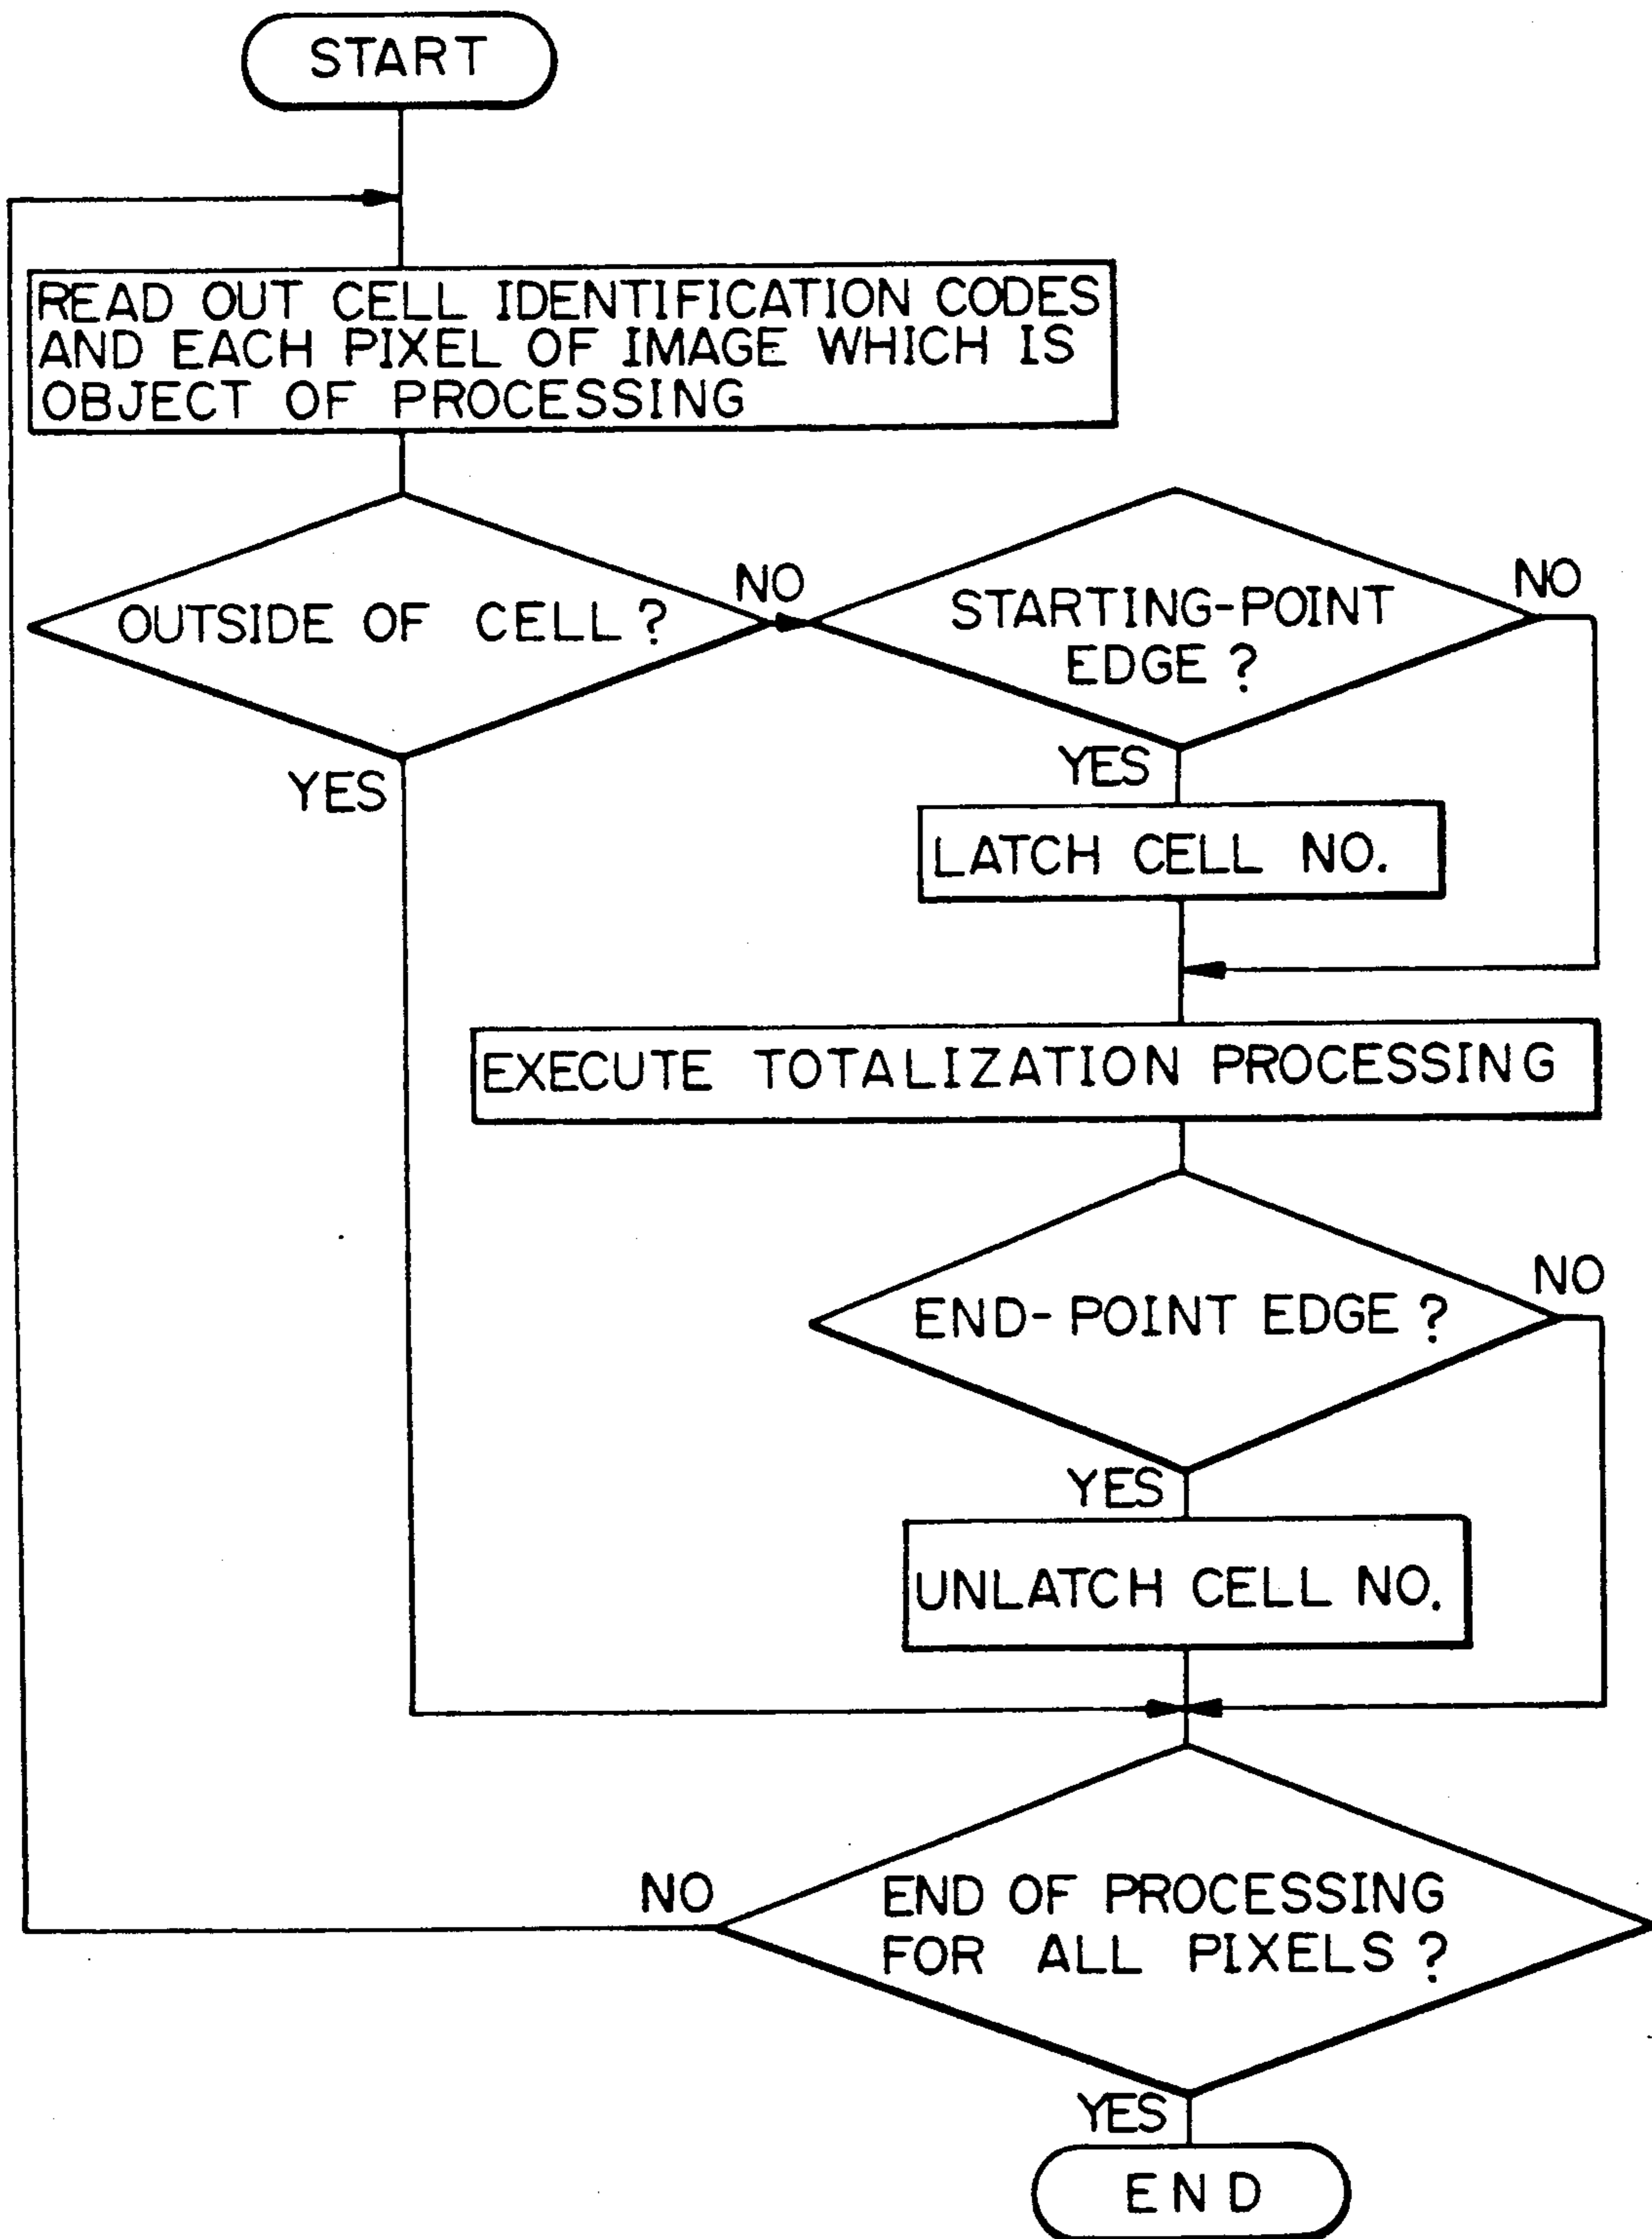 START
READ OUT CELL IDENTIFICATION CODES
AND EACH PIXEL OF IMAGE WHICH IS
OBJECT OF PROCESSING
OUTSIDE OF CELL?
NO
YES
STARTING-POINT
EDGE?
NO
YES
LATCH CELL NO.
EXECUTE TOTALIZATION PROCESSING
END-POINT EDGE?
NO
YES
UNLATCH CELL NO.
END OF PROCESSING
FOR ALL PIXELS?
NO
YES
END